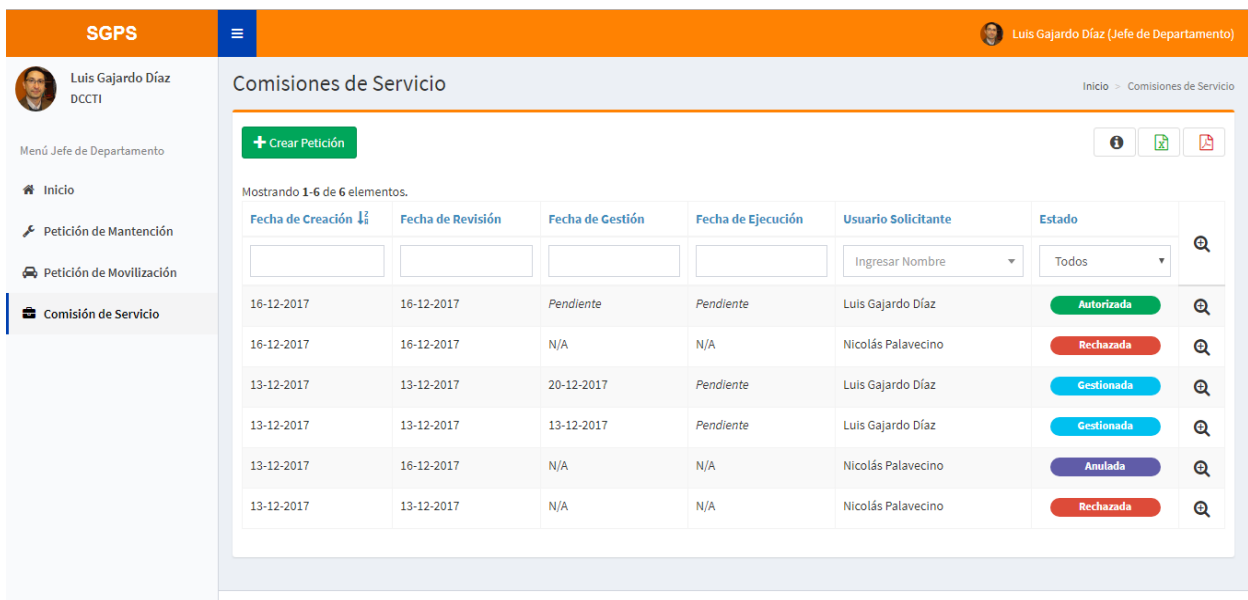 SGPS
Luis Gajardo Díaz (Jefe de Departamento)
Luis Gajardo Díaz
DCCTI
Menú Jefe de Departamento
Inicio
Petición de Mantención
Petición de Movilización
Comisión de Servicio
Comisiones de Servicio
Inicio > Comisiones de Servicio
Crear Petición
Mostrando 1-6 de 6 elementos.
Fecha de Creación Fecha de Revisión Fecha de Gestión Fecha de Ejecución Usuario Solicitante Estado
Ingresar Nombre Todos
16-12-2017 16-12-2017 Pendiente Pendiente Luis Gajardo Díaz Autorizada
16-12-2017 16-12-2017 N/A N/A Nicolás Palavecino Rechazada
13-12-2017 13-12-2017 20-12-2017 Pendiente Luis Gajardo Díaz Gestionada
13-12-2017 13-12-2017 13-12-2017 Pendiente Luis Gajardo Díaz Gestionada
13-12-2017 16-12-2017 N/A N/A Nicolás Palavecino Anulada
13-12-2017 13-12-2017 N/A N/A Nicolás Palavecino Rechazada